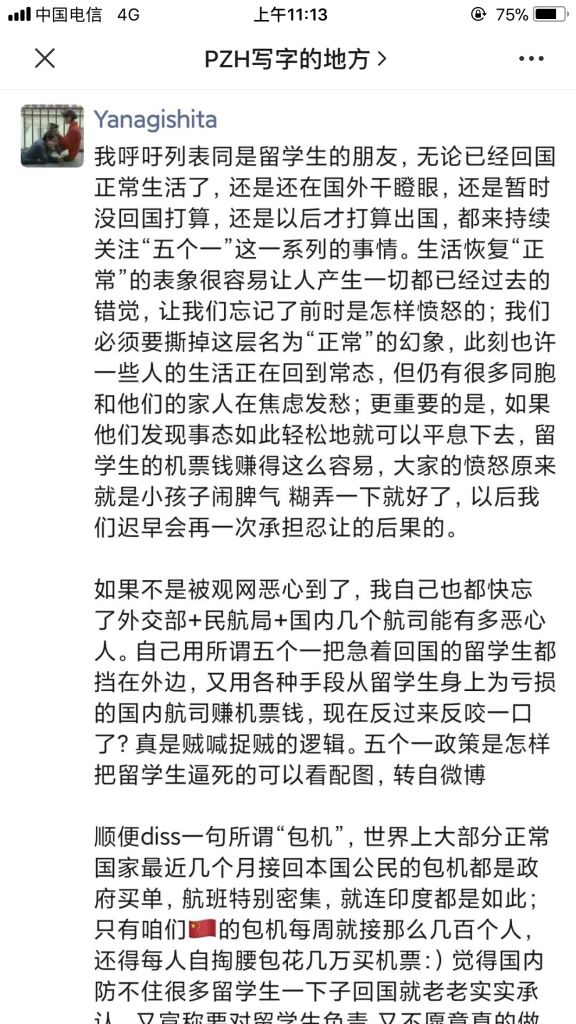 中国电信 4G 上午11:13 75%
PZH写字的地方
Yanagishita
我呼吁列表同是留学生的朋友，无论已经回国
正常生活了，还是还在国外干瞪眼，还是暂时
没回国打算，还是以后才打算出国，都来持续
关注“五个一”这一系列的事情。生活恢复“正
常”的表象很容易让人产生一切都已经过去的
错觉，让我们忘记了前时是怎样愤怒的；我们
必须要撕掉这层名为“正常”的幻象，此刻也许
一些人的生活正在回到常态，但仍有很多同胞
和他们的家人在焦虑发愁；更重要的是，如果
他们发现事态如此轻松地就可以平息下去，留
学生的机票钱赚得这么容易，大家的愤怒原来
就是小孩子闹脾气 糊弄一下就好了，以后我
们迟早会再一次承担忍让的后果的。
如果不是被观网恶心到了，我自己也都快忘
了外交部+民航局+国内几个航司能有多恶心
人。自己用所谓五个一把急着回国的留学生都
挡在外边，又用各种手段从留学生身上为亏损
的国内航司赚机票钱，现在反过来反咬一口
了？真是贼喊捉贼的逻辑。五个一政策是怎样
把留学生逼死的可以看配图，转自微博
顺便diss一句所谓“包机”，世界上大部分正常
国家最近几个月接回本国公民的包机都是政
府买单，航班特别密集，就连印度都是如此；
只有咱们🇨🇳的包机每周就接那么几百个人，
还得每人自掏腰包花几万买机票:）觉得国内
防不住很多留学生一下子回国就老老实实承
认，又宣称要对留学生负责 又不愿意真的做